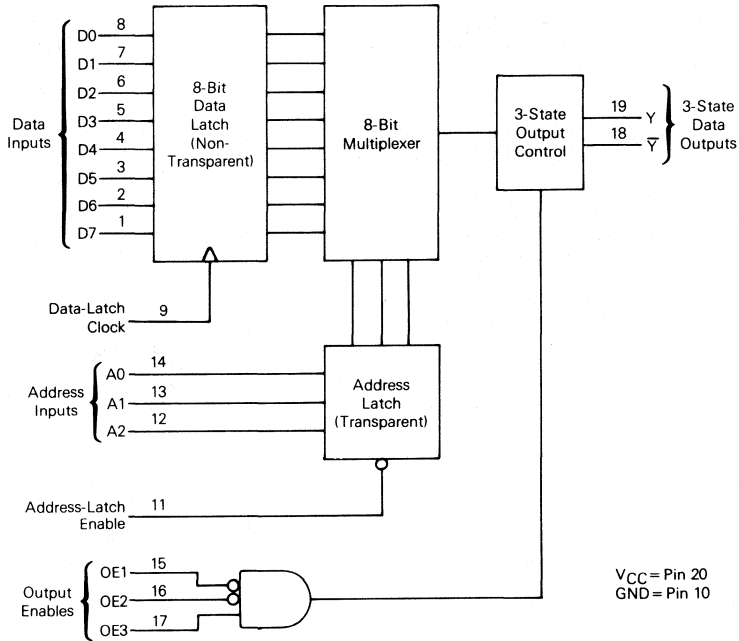 Data
Inputs
D0 8
D1 7
D2 6
D3 5
D4 4
D5 3
D6 2
D7 1
8-Bit
Data
Latch
(Non-
Transparent)
8-Bit
Multiplexer
3-State
Output
Control
19 Y
18 Y̅
3-State
Data
Outputs
Data-Latch
Clock
9
Address
Inputs
A0 14
A1 13
A2 12
Address
Latch
(Transparent)
Address-Latch
Enable
11
Output
Enables
OE1 15
OE2 16
OE3 17
VCC = Pin 20
GND = Pin 10